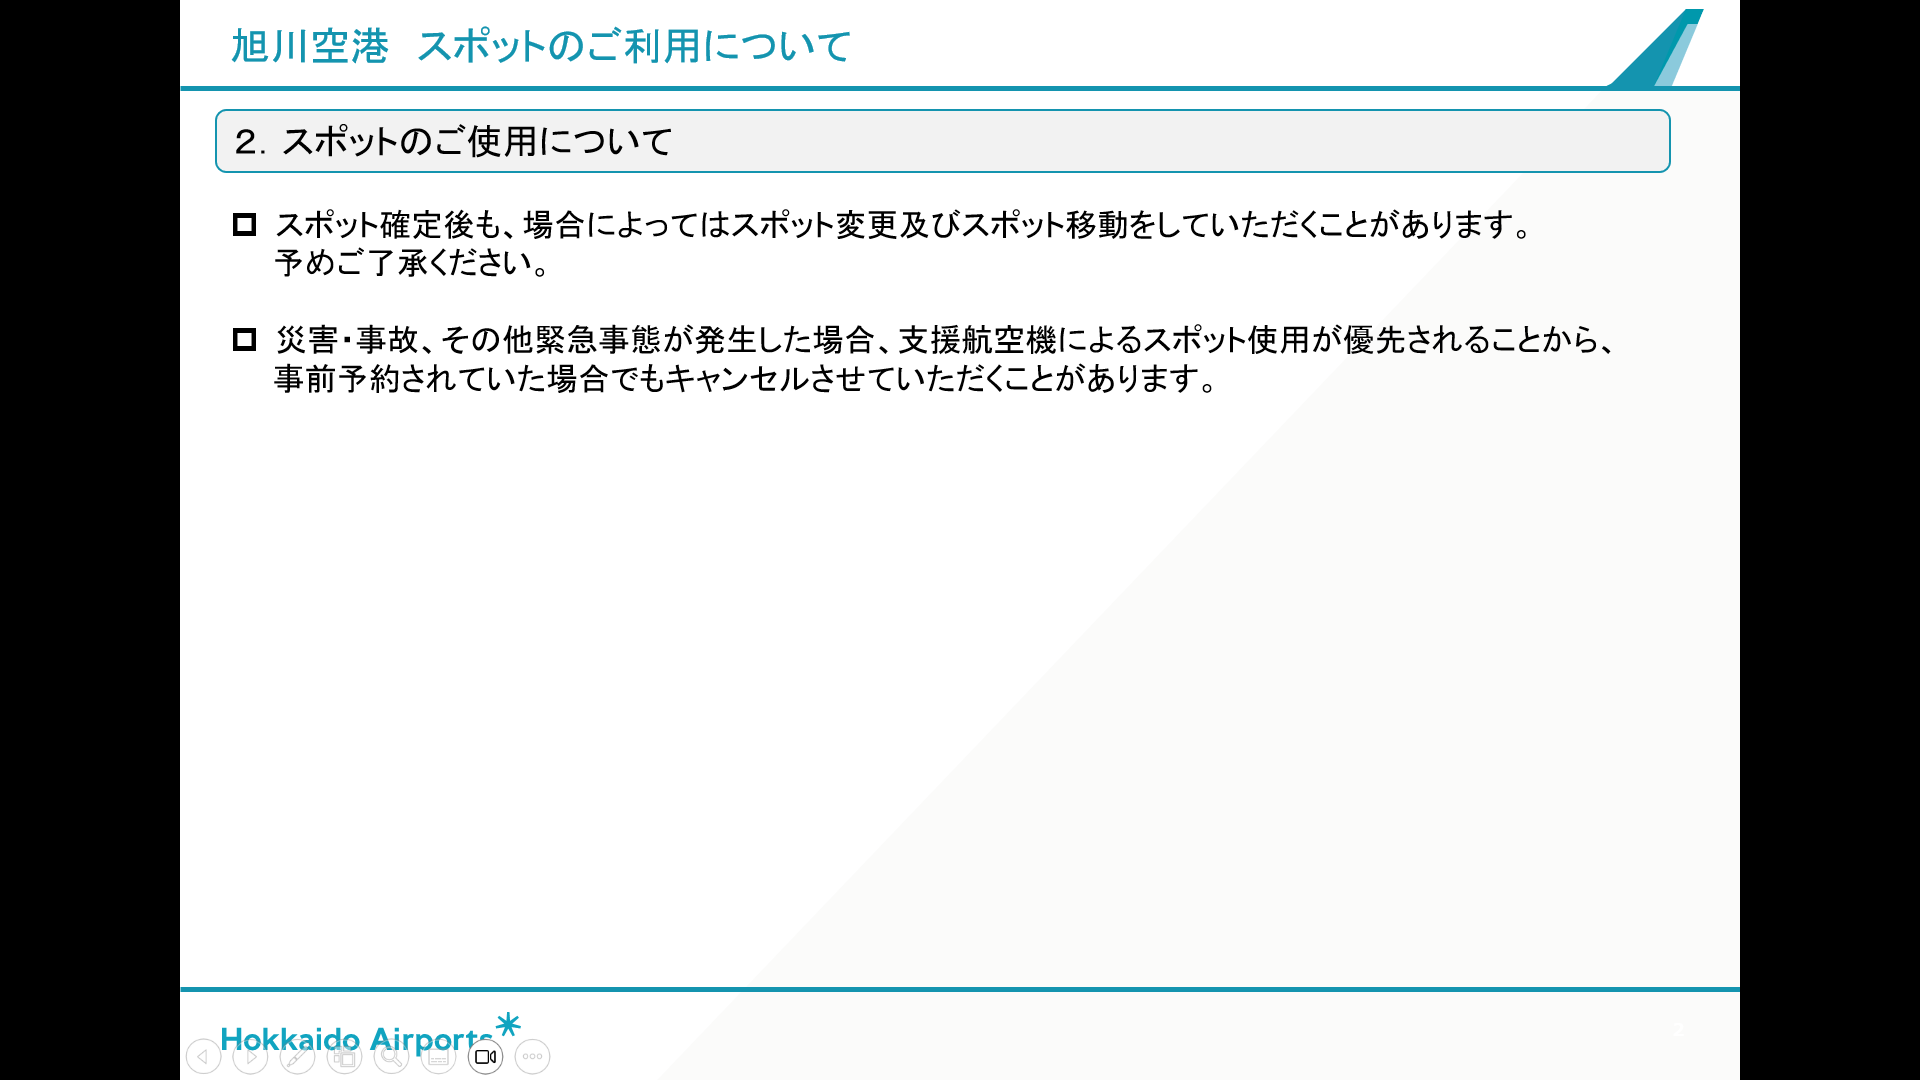 旭川空港　スポットのご利用について
２．スポットのご使用について
スポット確定後も、場合によってはスポット変更及びスポット移動をしていただくことがあります。
予めご了承ください。
災害・事故、その他緊急事態が発生した場合、支援航空機によるスポット使用が優先されることから、
事前予約されていた場合でもキャンセルさせていただくことがあります。
Hokkaido Airports